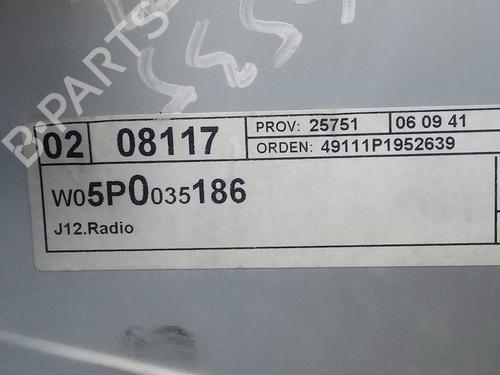 B-PARTS
02 08117 PROV: 25751 06 09 41
ORDEN: 49111P1952639
W05P0035186
J12.Radio